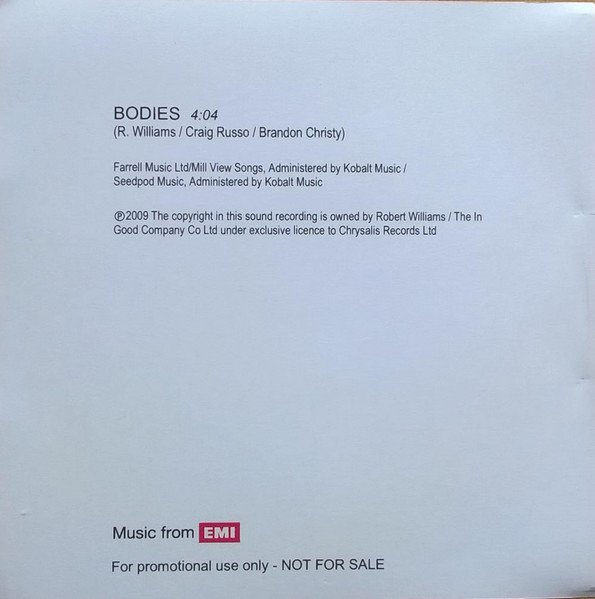 BODIES 4:04
(R. Williams / Craig Russo / Brandon Christy)
Farrell Music Ltd/Mill View Songs, Administered by Kobalt Music /
Seedpod Music, Administered by Kobalt Music
℗2009 The copyright in this sound recording is owned by Robert Williams / The In
Good Company Co Ltd under exclusive licence to Chrysalis Records Ltd
Music from EMI
For promotional use only - NOT FOR SALE